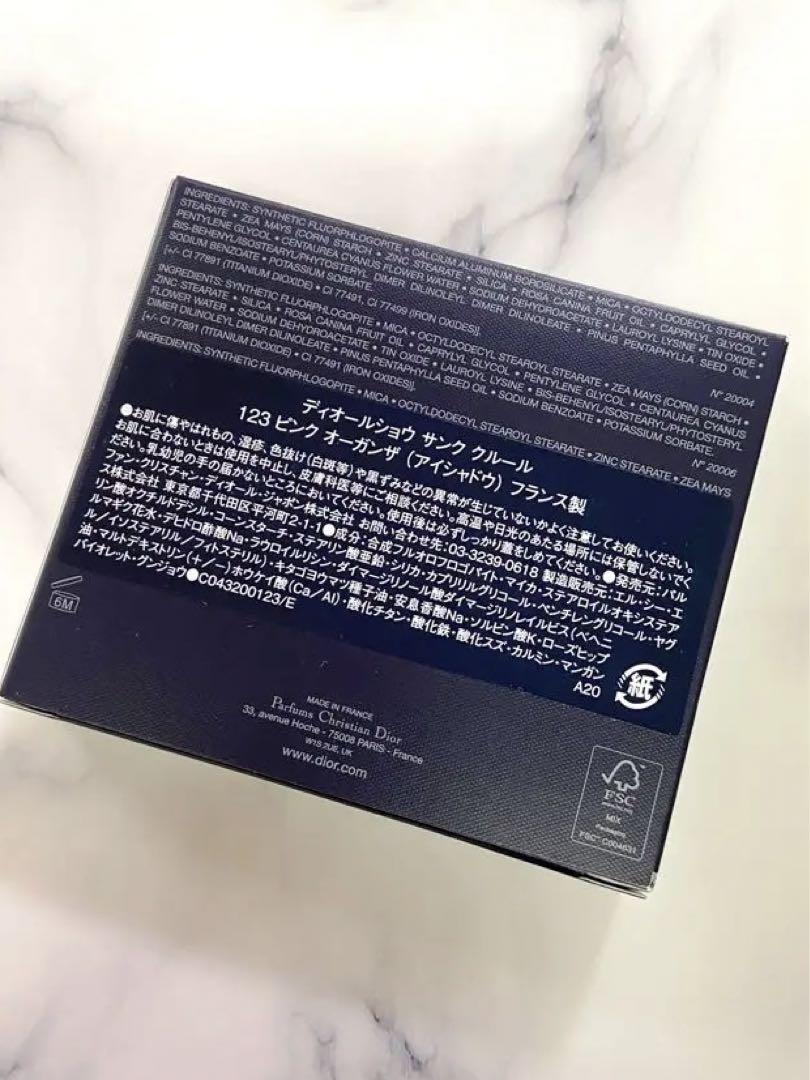 INGREDIENTS: SYNTHETIC FLUORPHLOGOPITE • CALCIUM ALUMINUM BOROSILICATE • MICA • OCTYLDODECYL STEAROYL
STEARATE • ZEA MAYS (CORN) STARCH • ZINC STEARATE • SILICA • ROSA CANINA FRUIT OIL • CAPRYLYL GLYCOL •
PENTYLENE GLYCOL • CENTAUREA CYANUS FLOWER WATER • SODIUM DEHYDROACETATE • LAUROYL LYSINE • TIN OXIDE •
BIS-BEHENYL/ISOSTEARYL/PHYTOSTERYL DIMER DILINOLEYL DIMER DILINOLEATE • PINUS PENTAPHYLLA SEED OIL •
SODIUM BENZOATE • POTASSIUM SORBATE.
[+/- CI 77891 (TITANIUM DIOXIDE) • CI 77491, CI 77499 (IRON OXIDES)].
N° 20004
INGREDIENTS: SYNTHETIC FLUORPHLOGOPITE • MICA • OCTYLDODECYL STEAROYL STEARATE • ZEA MAYS (CORN) STARCH •
ZINC STEARATE • SILICA • ROSA CANINA FRUIT OIL • CAPRYLYL GLYCOL • PENTYLENE GLYCOL • CENTAUREA CYANUS
FLOWER WATER • SODIUM DEHYDROACETATE • TIN OXIDE • LAUROYL LYSINE • BIS-BEHENYL/ISOSTEARYL/PHYTOSTERYL
DIMER DILINOLEYL DIMER DILINOLEATE • PINUS PENTAPHYLLA SEED OIL • SODIUM BENZOATE • POTASSIUM SORBATE.
[+/- CI 77891 (TITANIUM DIOXIDE) • CI 77491 (IRON OXIDES)].
N° 20006
INGREDIENTS: SYNTHETIC FLUORPHLOGOPITE • MICA • OCTYLDODECYL STEAROYL STEARATE • ZINC STEARATE • ZEA MAYS
ディオールショウ サンク クルール
123 ピンク オーガンザ (アイシャドウ) フランス製
●お肌に傷やはれもの、湿疹、色抜け(白斑等)や黒ずみなどの異常が生じていないかよく注意してお使いください。
お肌に合わないときは使用を中止し、皮膚科医等にご相談ください。高温や日光のあたる場所には保管しないでく
ださい。乳幼児の手の届かないところにおいてください。使用後は必ずしっかり蓋をしめてください。●発売元:パル
ファン・クリスチャン・ディオール・ジャポン株式会社 お問い合わせ先:03-3239-0618 製造販売元:エル・シー・エ
ス株式会社 東京都千代田区平河町2-1-1●成分:合成フルオロフロゴパイト・マイカ・ステアロイルオキシステア
リン酸オクチルドデシル・コーンスターチ・ステアリン酸亜鉛・シリカ・カプリリルグリコール・ペンチレングリコール・ヤグ
ルマギク花水・デヒドロ酢酸Na・ラウロイルリシン・ダイマージリノール酸ダイマージリノレイルビス(ベヘニ
ル/イソステアリル/フィトステリル)・キタゴヨウマツ種子油・安息香酸Na・ソルビン酸K・ローズヒップ
油・マルトデキストリン(+/ー)ホウケイ酸(Ca/Al)・酸化チタン・酸化鉄・酸化スズ・カルミン・マンガン
バイオレット・グンジョウ●C043200123/E
A20
紙
6M
MADE IN FRANCE
Parfums Christian Dior
33, avenue Hoche - 75008 PARIS - France
W1S 2UE, UK
www.dior.com
FSC
MIX
Packaging
FSC™ C004631